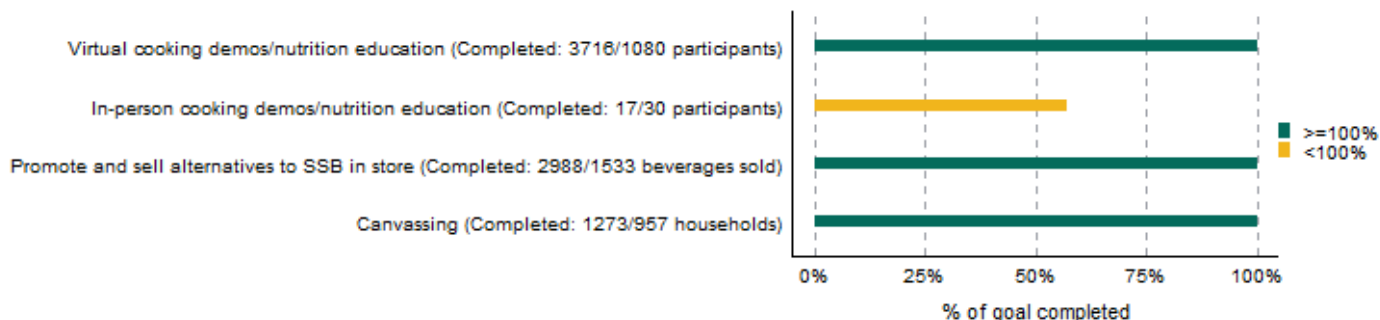 Virtual cooking demos/nutrition education (Completed: 3716/1080 participants)
In-person cooking demos/nutrition education (Completed: 17/30 participants)
Promote and sell alternatives to SSB in store (Completed: 2988/1533 beverages sold)
Canvassing (Completed: 1273/957 households)
>=100%
<100%
0% 25% 50% 75% 100%
% of goal completed